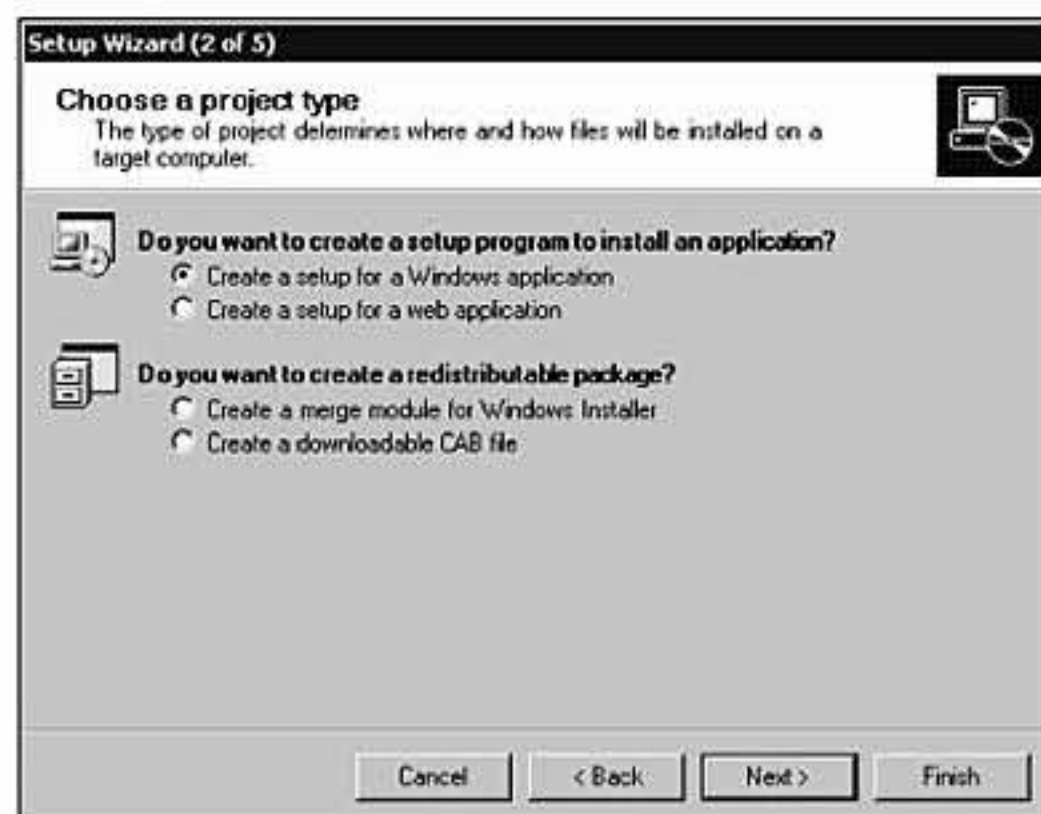 Setup Wizard (2 of 5)
Choose a project type
The type of project determines where and how files will be installed on a
target computer.
Do you want to create a setup program to install an application?
Create a setup for a Windows application
Create a setup for a web application
Do you want to create a redistributable package?
Create a merge module for Windows Installer
Create a downloadable CAB file
Cancel < Back Next > Finish